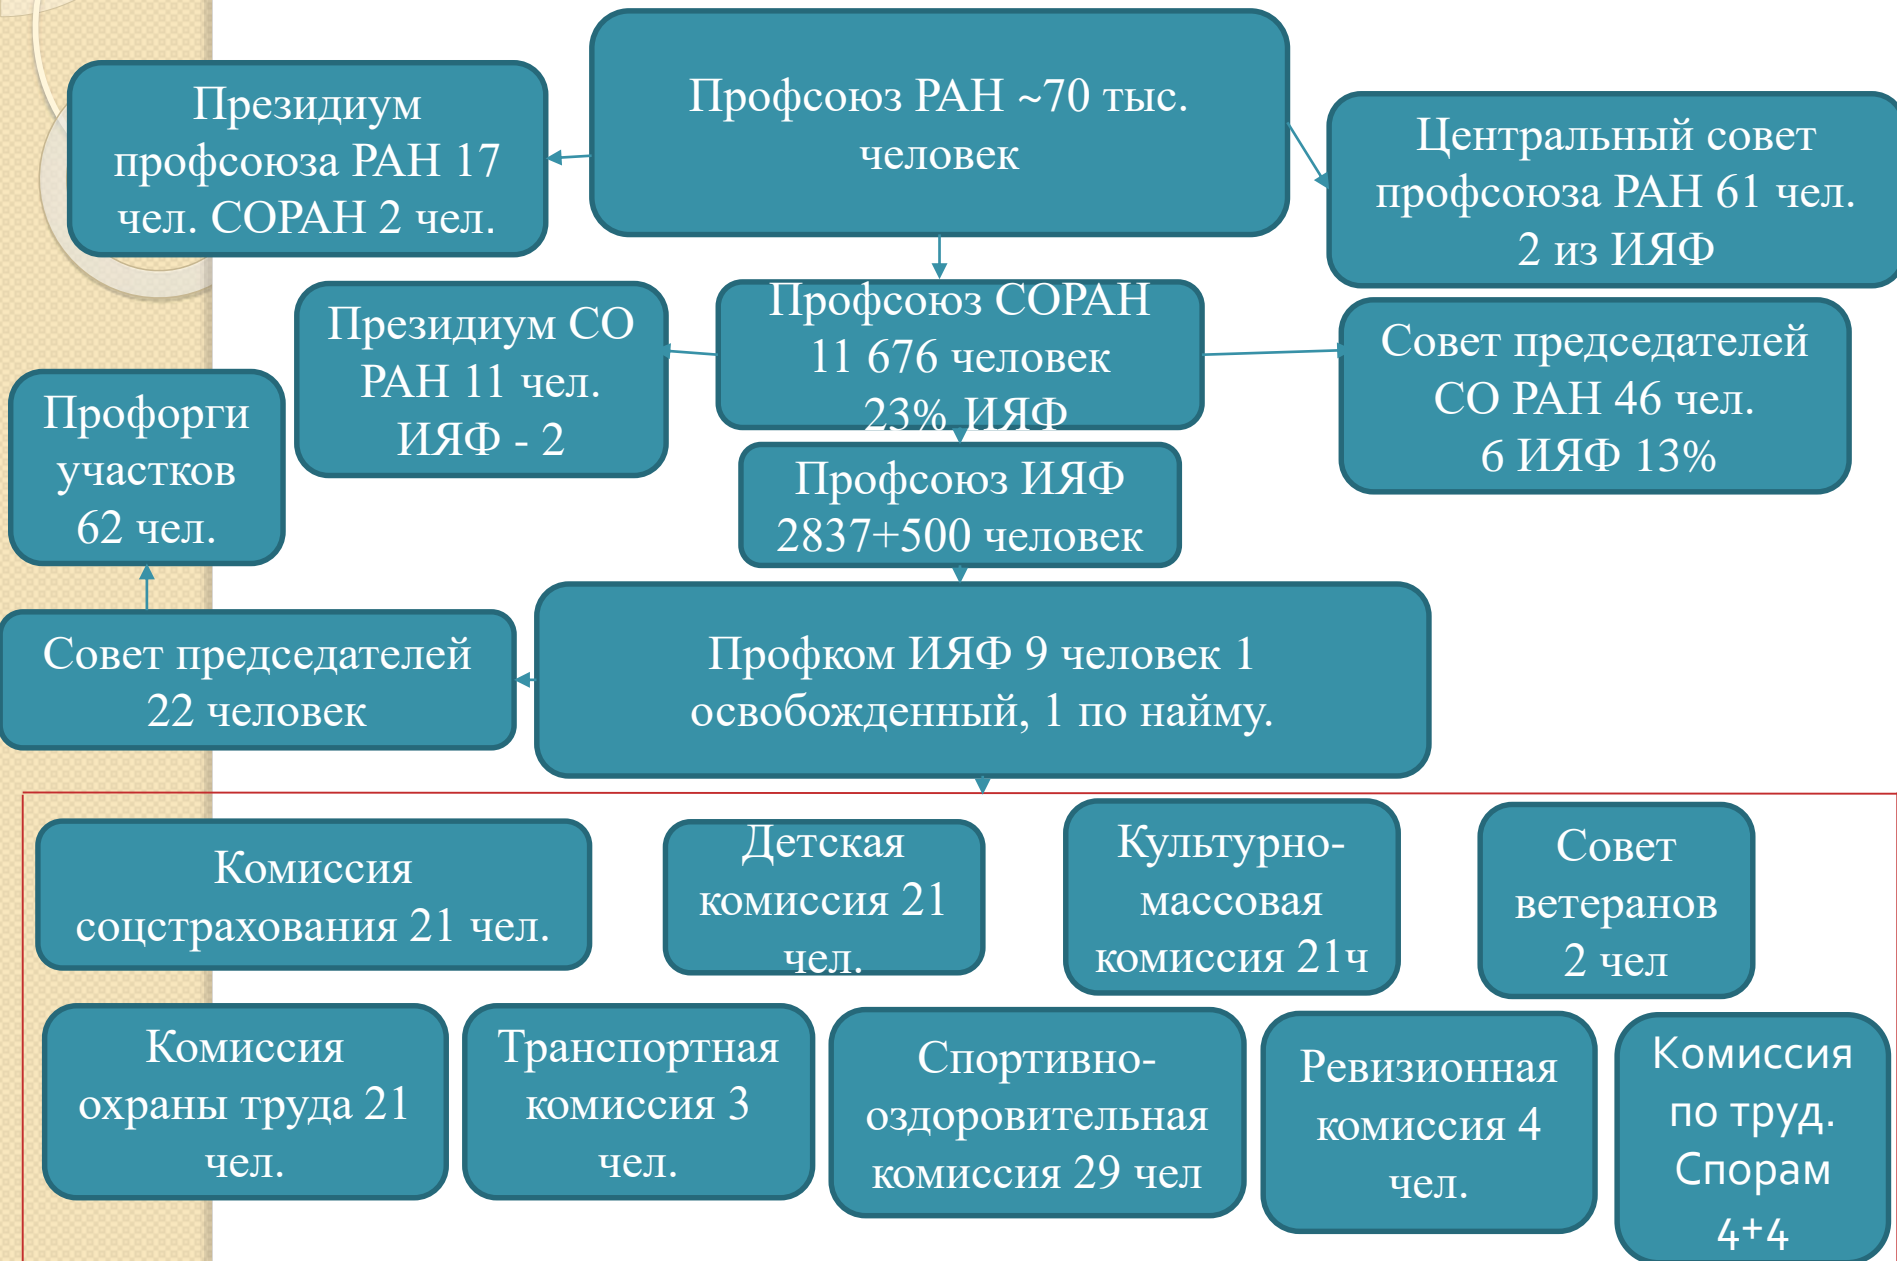 Профсоюз РАН ~70 тыс.
человек
Президиум
профсоюза РАН 17
чел. СОРАН 2 чел.
Центральный совет
профсоюза РАН 61 чел.
2 из ИЯФ
Президиум СО
РАН 11 чел.
ИЯФ - 2
Профсоюз СОРАН
11 676 человек
23% ИЯФ
Совет председателей
СО РАН 46 чел.
6 ИЯФ 13%
Профорги
участков
62 чел.
Профсоюз ИЯФ
2837+500 человек
Совет председателей
22 человек
Профком ИЯФ 9 человек 1
освобожденный, 1 по найму.
Комиссия
соцстрахования 21 чел.
Детская
комиссия 21
чел.
Культурно-
массовая
комиссия 21ч
Совет
ветеранов
2 чел
Комиссия
охраны труда 21
чел.
Транспортная
комиссия 3
чел.
Спортивно-
оздоровительная
комиссия 29 чел
Ревизионная
комиссия 4
чел.
Комиссия
по труд.
Спорам
4+4